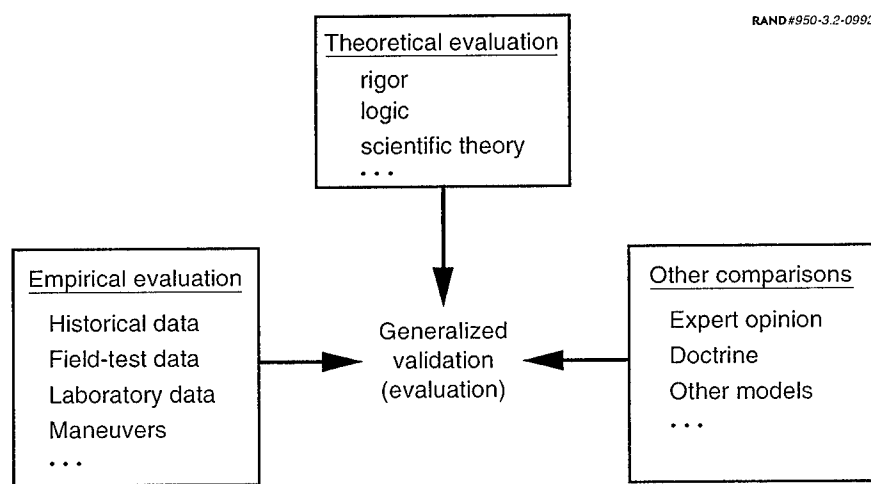 RAND#950-3.2-0992
Theoretical evaluation
rigor
logic
scientific theory
• • •
Empirical evaluation
Historical data
Field-test data
Laboratory data
Maneuvers
• • •
Generalized
validation
(evaluation)
Other comparisons
Expert opinion
Doctrine
Other models
• • •